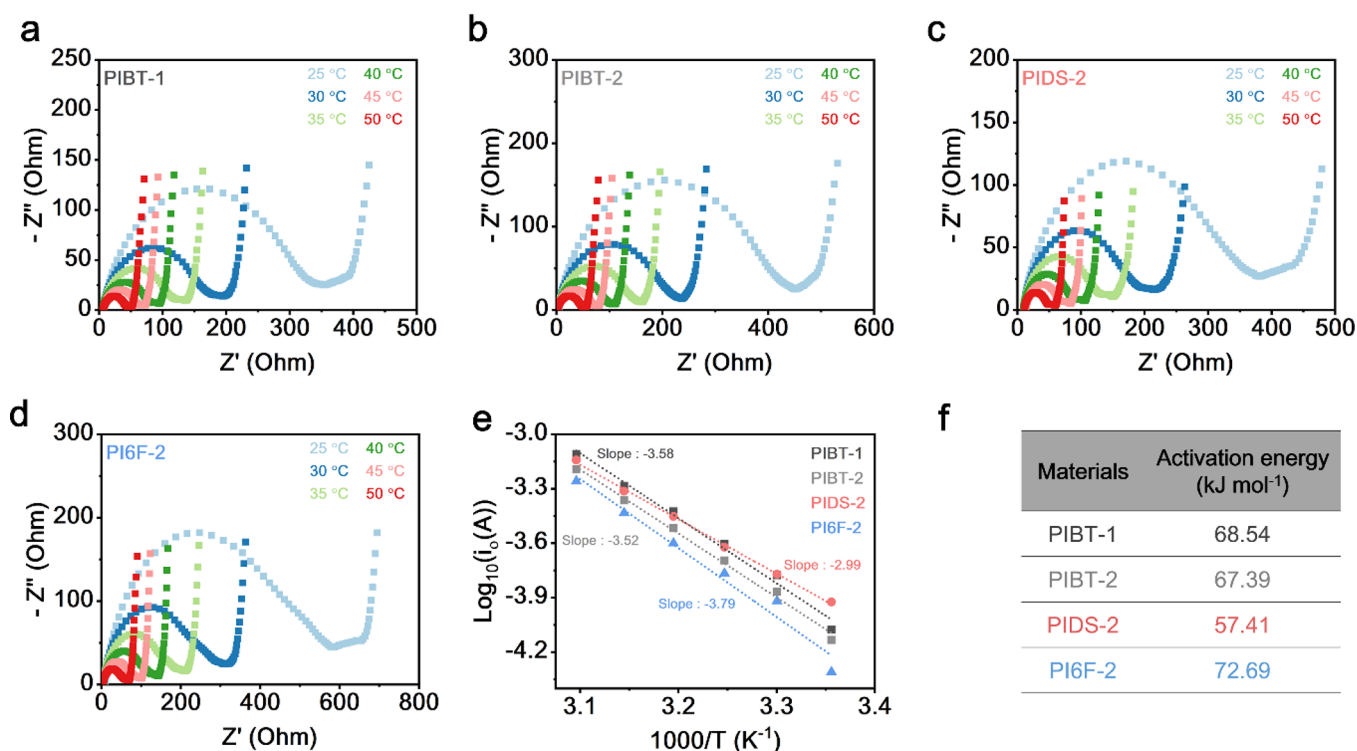 a
PIBT-1
25 °C 40 °C
30 °C 45 °C
35 °C 50 °C
- Z'' (Ohm)
250
200
150
100
50
0
0 100 200 300 400 500
Z' (Ohm)
b
PIBT-2
25 °C 40 °C
30 °C 45 °C
35 °C 50 °C
- Z'' (Ohm)
300
200
100
0
0 200 400 600
Z' (Ohm)
c
PIDS-2
25 °C 40 °C
30 °C 45 °C
35 °C 50 °C
- Z'' (Ohm)
200
150
100
50
0
0 100 200 300 400 500
Z' (Ohm)
d
PI6F-2
25 °C 40 °C
30 °C 45 °C
35 °C 50 °C
- Z'' (Ohm)
300
200
100
0
0 200 400 600 800
Z' (Ohm)
e
Slope : -3.58
PIBT-1
PIBT-2
PIDS-2
PI6F-2
Slope : -3.52
Slope : -2.99
Slope : -3.79
Log₁₀(iₒ(A))
-3.0
-3.3
-3.6
-3.9
-4.2
3.1 3.2 3.3 3.4
1000/T (K⁻¹)
f
Materials Activation energy
(kJ mol⁻¹)
PIBT-1 68.54
PIBT-2 67.39
PIDS-2 57.41
PI6F-2 72.69